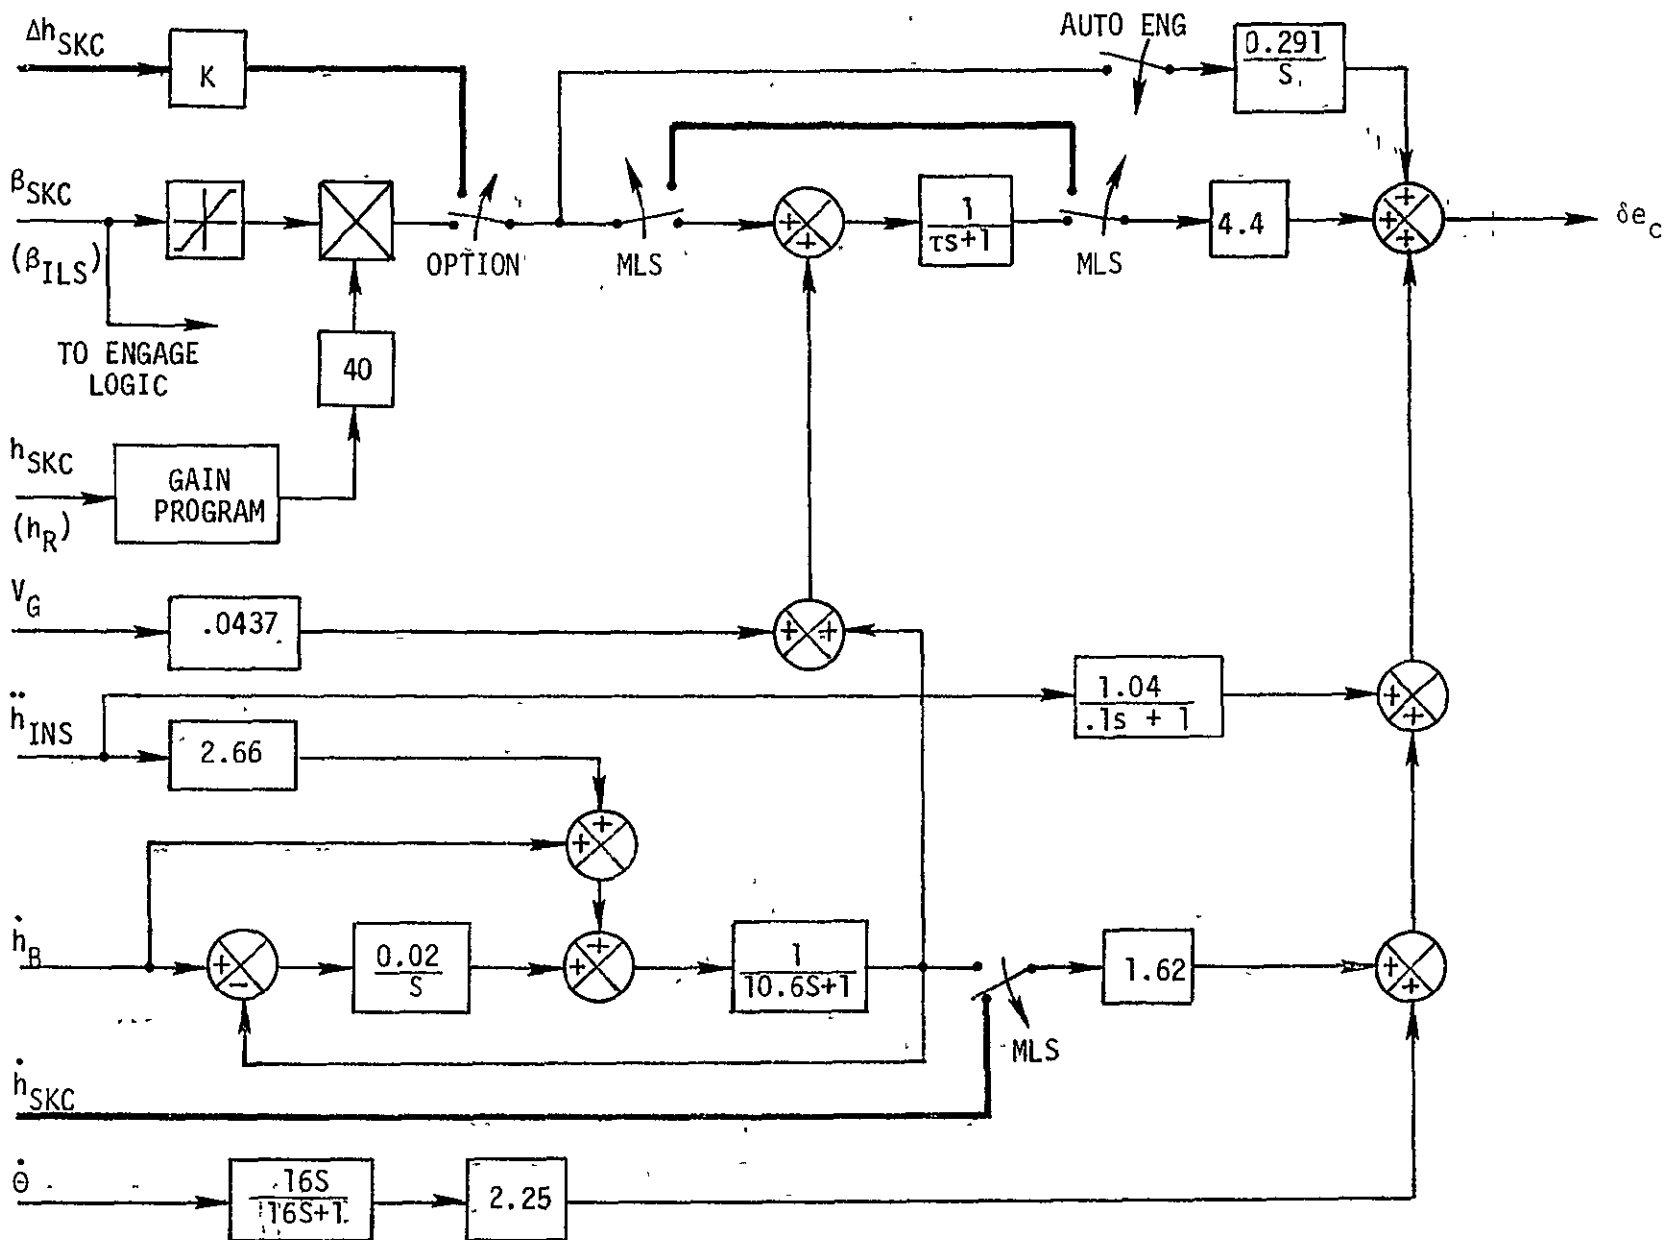 Δh_SKC
K
AUTO ENG
0.291
S
β_SKC
(β_ILS)
OPTION
MLS
+
+
1
τs+1
MLS
4.4
+
+
+
δe_c
TO ENGAGE
LOGIC
40
h_SKC
(h_R)
GAIN
PROGRAM
V_G
.0437
+
+
ḧ_INS
2.66
1.04
.1s + 1
+
+
+
+
ḣ_B
+
-
0.02
S
+
+
1
10.6S+1
1.62
+
+
MLS
ḣ_SKC
θ̇
16S
16S+1
2.25